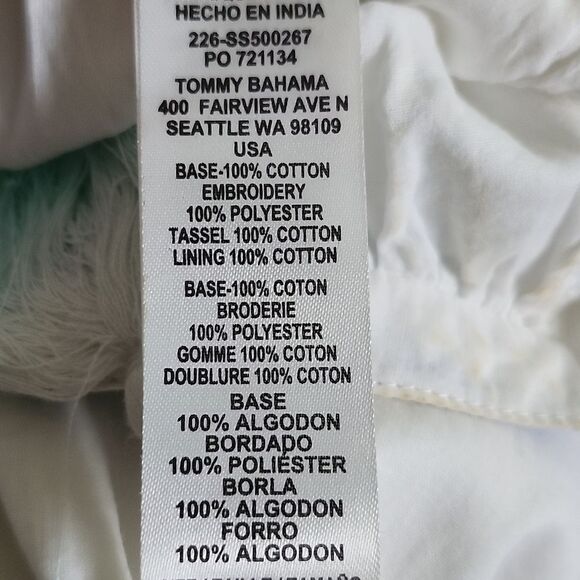 HECHO EN INDIA
226-SS500267
PO 721134
TOMMY BAHAMA
400 FAIRVIEW AVE N
SEATTLE WA 98109
USA
BASE-100% COTTON
EMBROIDERY
100% POLYESTER
TASSEL 100% COTTON
LINING 100% COTTON
BASE-100% COTON
BRODERIE
100% POLYESTER
GOMME 100% COTON
DOUBLURE 100% COTON
BASE
100% ALGODON
BORDADO
100% POLIÉSTER
BORLA
100% ALGODON
FORRO
100% ALGODON